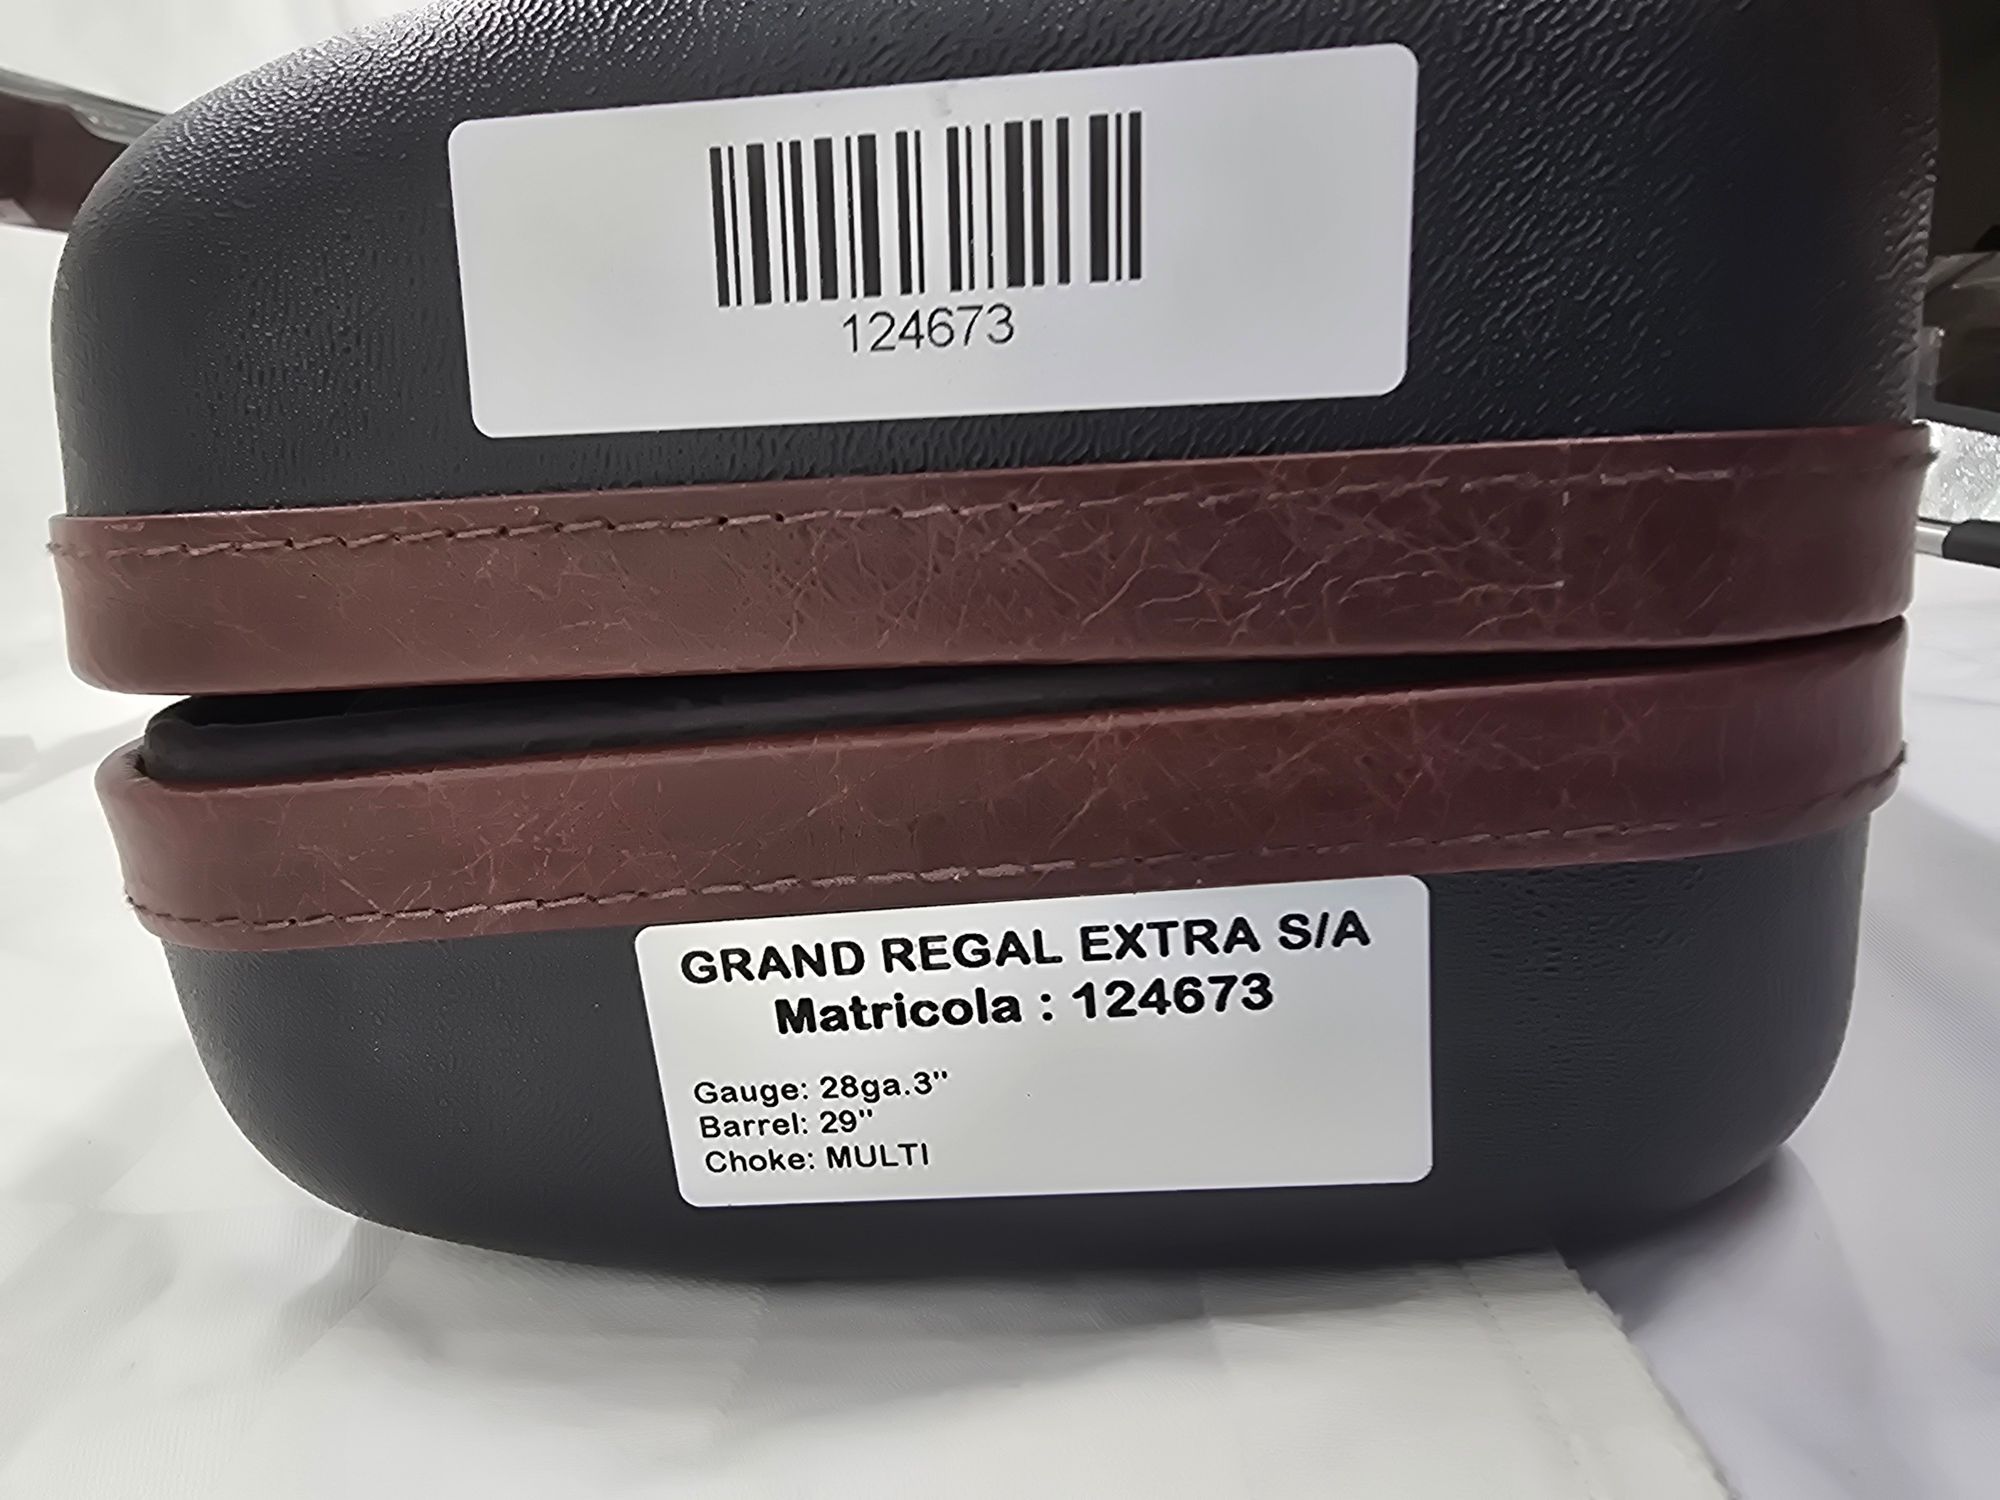 124673
GRAND REGAL EXTRA S/A
Matricola : 124673
Gauge: 28ga.3"
Barrel: 29"
Choke: MULTI